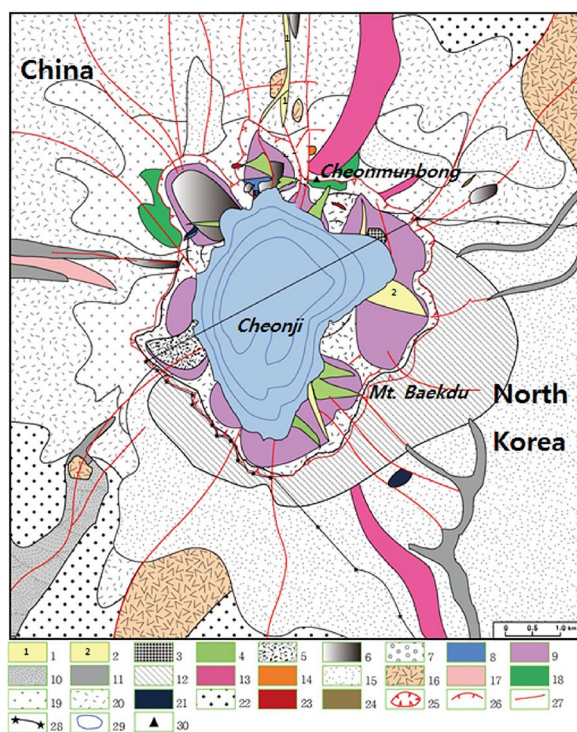 China
1
1
Cheonmunbong
2
Cheonji
Mt. Baekdu
North
Korea
0 0.5 1.0 km
1 1 2 2 3 4 5 6 7 8 9
10 11 12 13 14 15 16 17 18
19 20 21 22 23 24 25 26 27
28 29 30